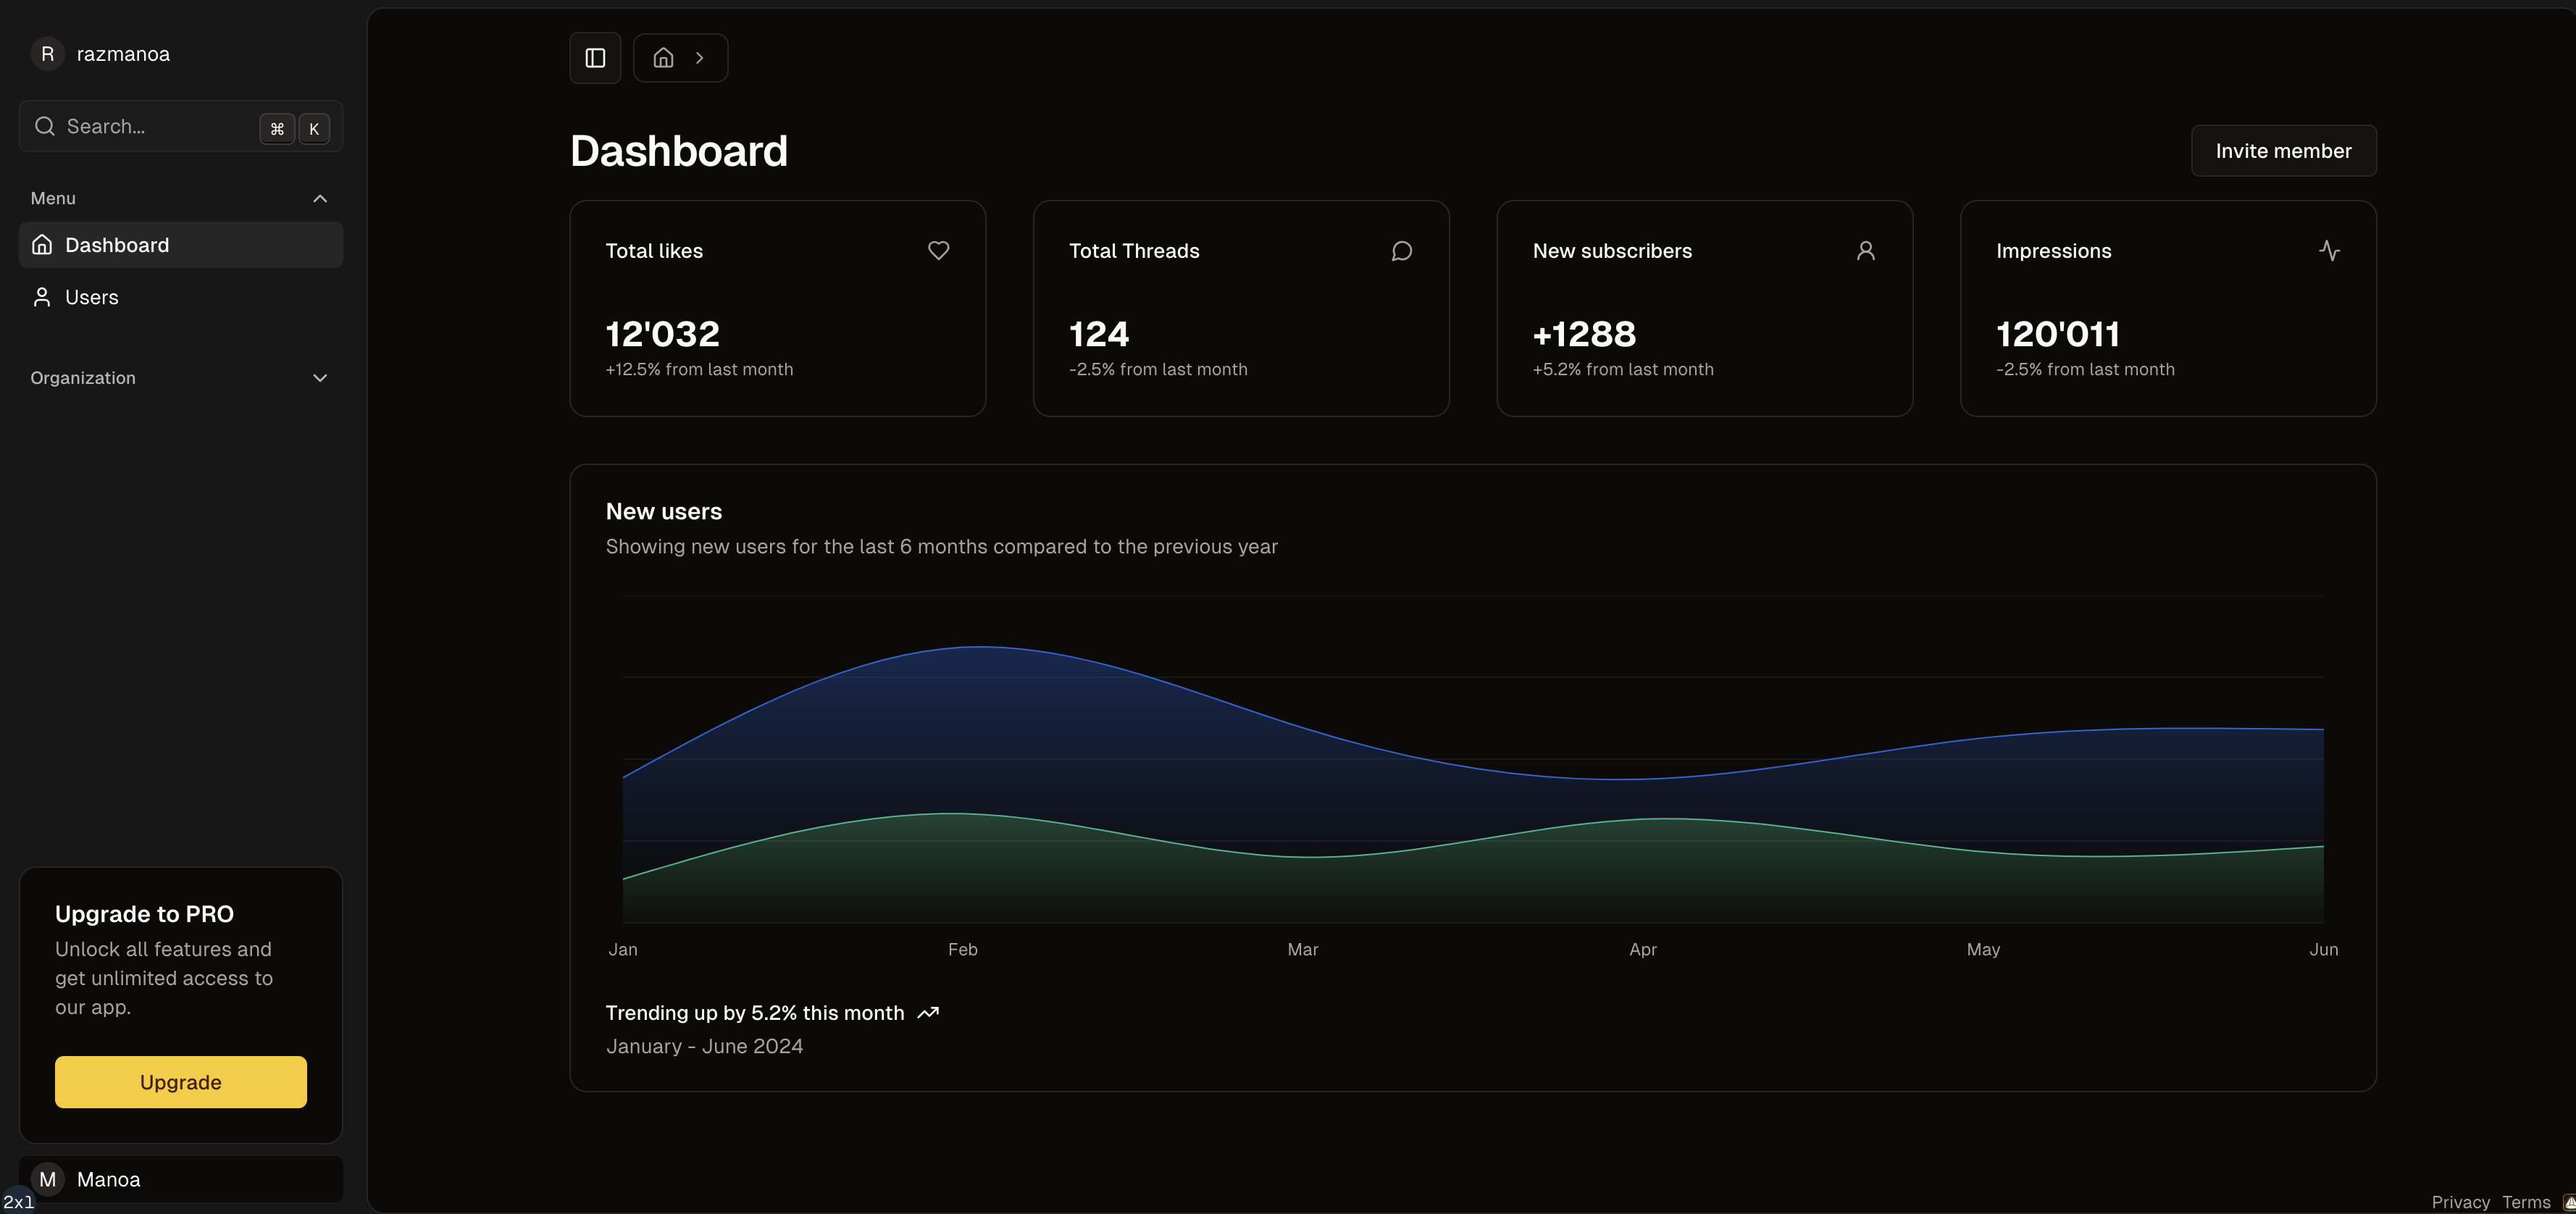 R razmanoa
Search... ⌘ K
Menu
Dashboard
Users
Organization
Upgrade to PRO
Unlock all features and
get unlimited access to
our app.
Upgrade
M Manoa
2xl
Dashboard
Invite member
Total likes
12'032
+12.5% from last month
Total Threads
124
-2.5% from last month
New subscribers
+1288
+5.2% from last month
Impressions
120'011
-2.5% from last month
New users
Showing new users for the last 6 months compared to the previous year
Jan Feb Mar Apr May Jun
Trending up by 5.2% this month
January - June 2024
Privacy Terms